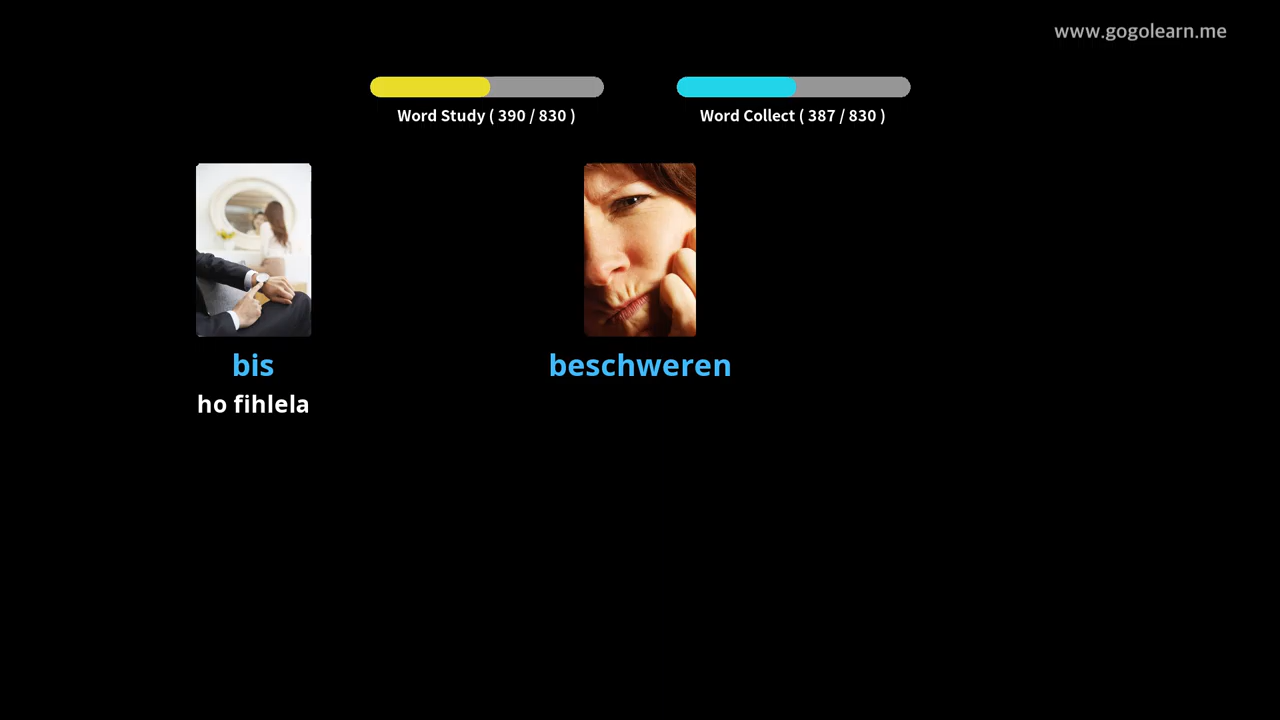 www.gogolearn.me
Word Study ( 390 / 830 )
Word Collect ( 387 / 830 )
bis
ho fihlela
beschweren